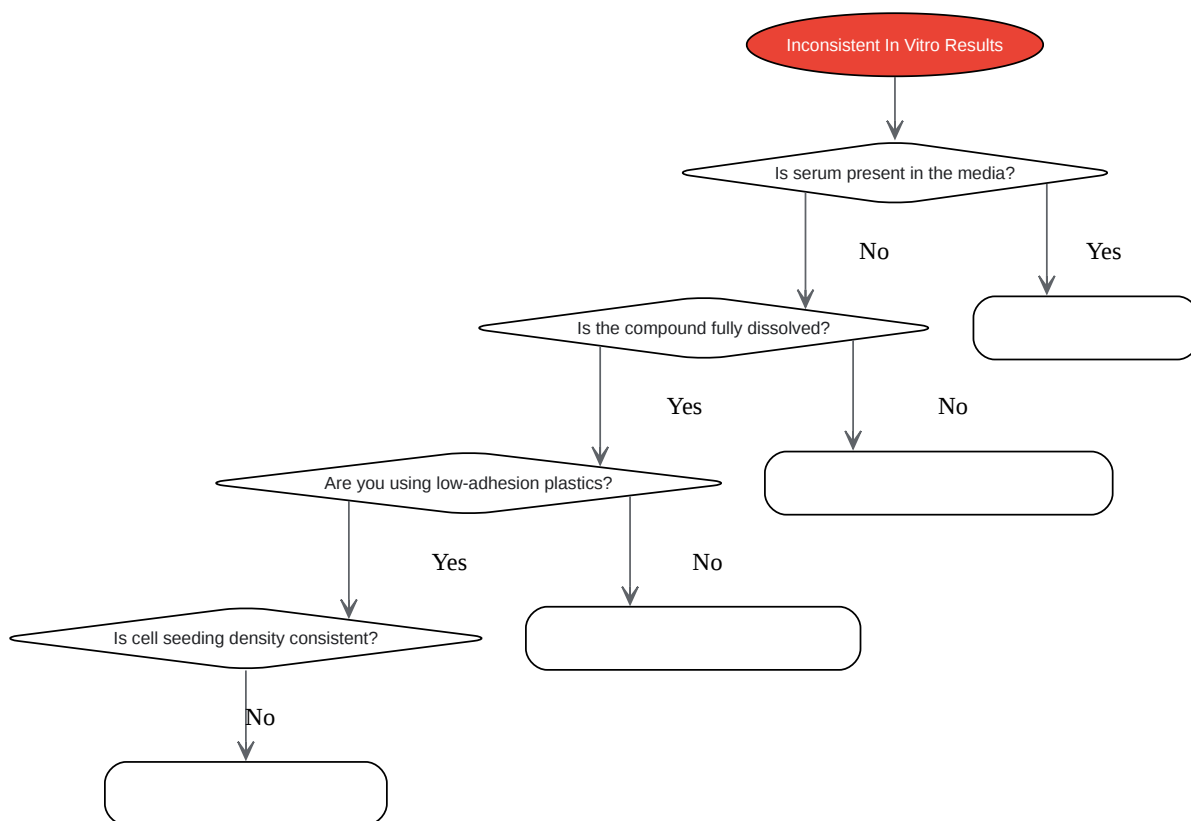 Inconsistent In Vitro Results
Is serum present in the media?
No
Yes
Is the compound fully dissolved?
Yes
No
Are you using low-adhesion plastics?
Yes
No
Is cell seeding density consistent?
No